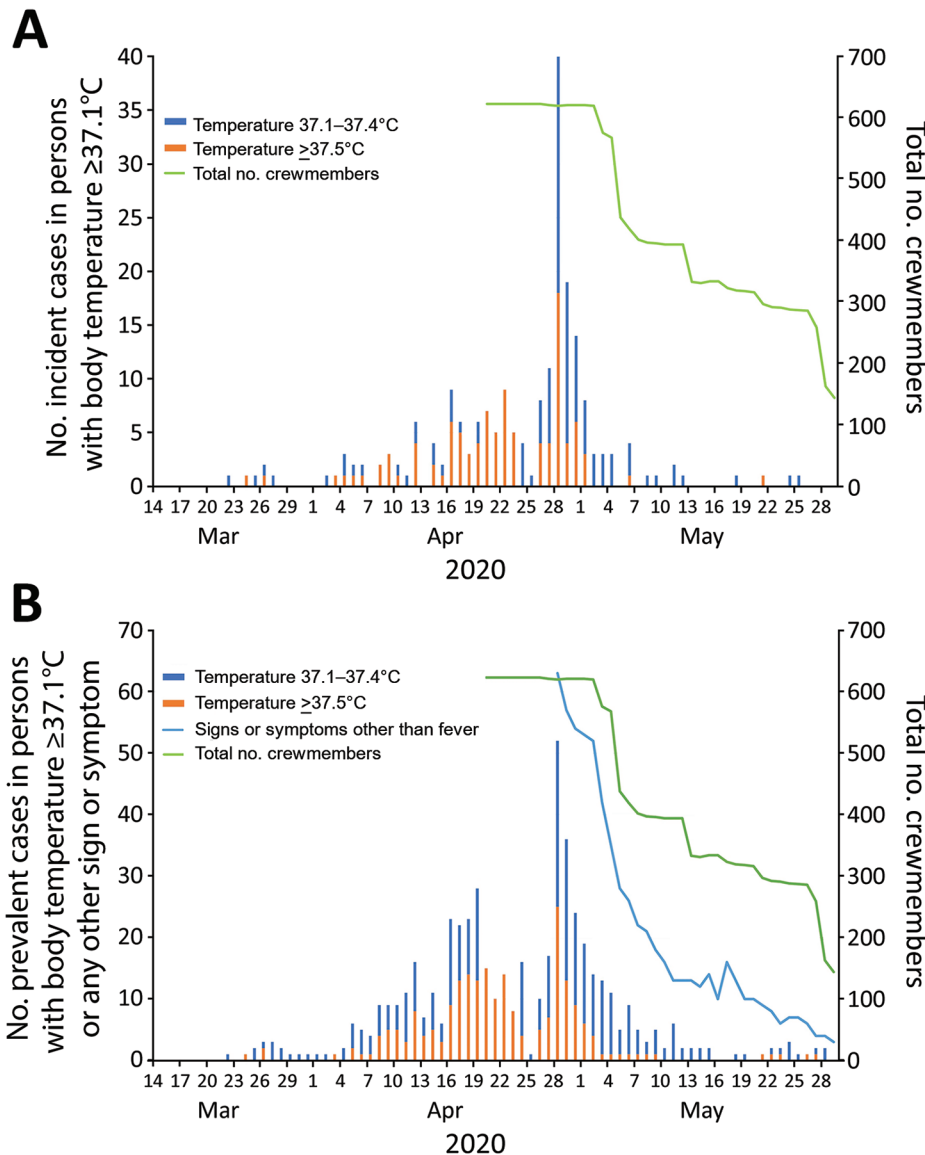 A
40
35
30
25
20
15
10
5
0
No. incident cases in persons
with body temperature ≥37.1°C
Temperature 37.1–37.4°C
Temperature ≥37.5°C
Total no. crewmembers
700
600
500
400
300
200
100
0
Total no. crewmembers
14 17 20 23 26 29 1 4 7 10 13 16 19 22 25 28 1 4 7 10 13 16 19 22 25 28
Mar Apr May
2020
B
70
60
50
40
30
20
10
0
No. prevalent cases in persons
with body temperature ≥37.1°C
or any other sign or symptom
Temperature 37.1–37.4°C
Temperature ≥37.5°C
Signs or symptoms other than fever
Total no. crewmembers
700
600
500
400
300
200
100
0
Total no. crewmembers
14 17 20 23 26 29 1 4 7 10 13 16 19 22 25 28 1 4 7 10 13 16 19 22 25 28
Mar Apr May
2020